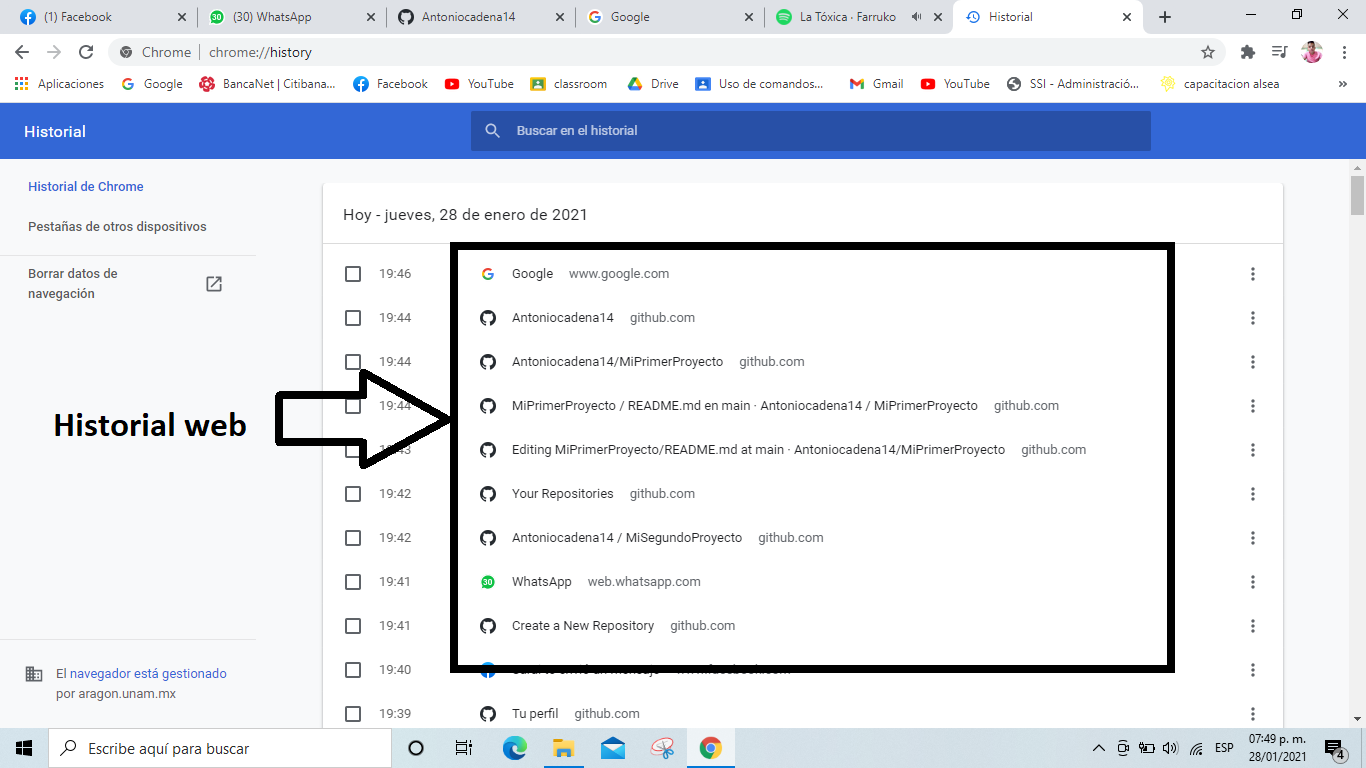 (1) Facebook
(30) WhatsApp
Antoniocadena14
Google
La Tóxica · Farruko
Historial
Chrome | chrome://history
Aplicaciones
Google
BancaNet | Citibana...
Facebook
YouTube
classroom
Drive
Uso de comandos...
Gmail
YouTube
SSI - Administració...
capacitacion alsea
»
Historial
Buscar en el historial
Historial de Chrome
Pestañas de otros dispositivos
Borrar datos de
navegación
Hoy - jueves, 28 de enero de 2021
19:46 Google www.google.com
19:44 Antoniocadena14 github.com
19:44 Antoniocadena14/MiPrimerProyecto github.com
19:44 MiPrimerProyecto / README.md en main · Antoniocadena14 / MiPrimerProyecto github.com
Historial web
Editing MiPrimerProyecto/README.md at main · Antoniocadena14/MiPrimerProyecto github.com
19:42 Your Repositories github.com
19:42 Antoniocadena14 / MiSegundoProyecto github.com
19:41 30 WhatsApp web.whatsapp.com
19:41 Create a New Repository github.com
19:40
19:39 Tu perfil github.com
El navegador está gestionado
por aragon.unam.mx
Escribe aquí para buscar
ESP
07:49 p. m.
28/01/2021
4